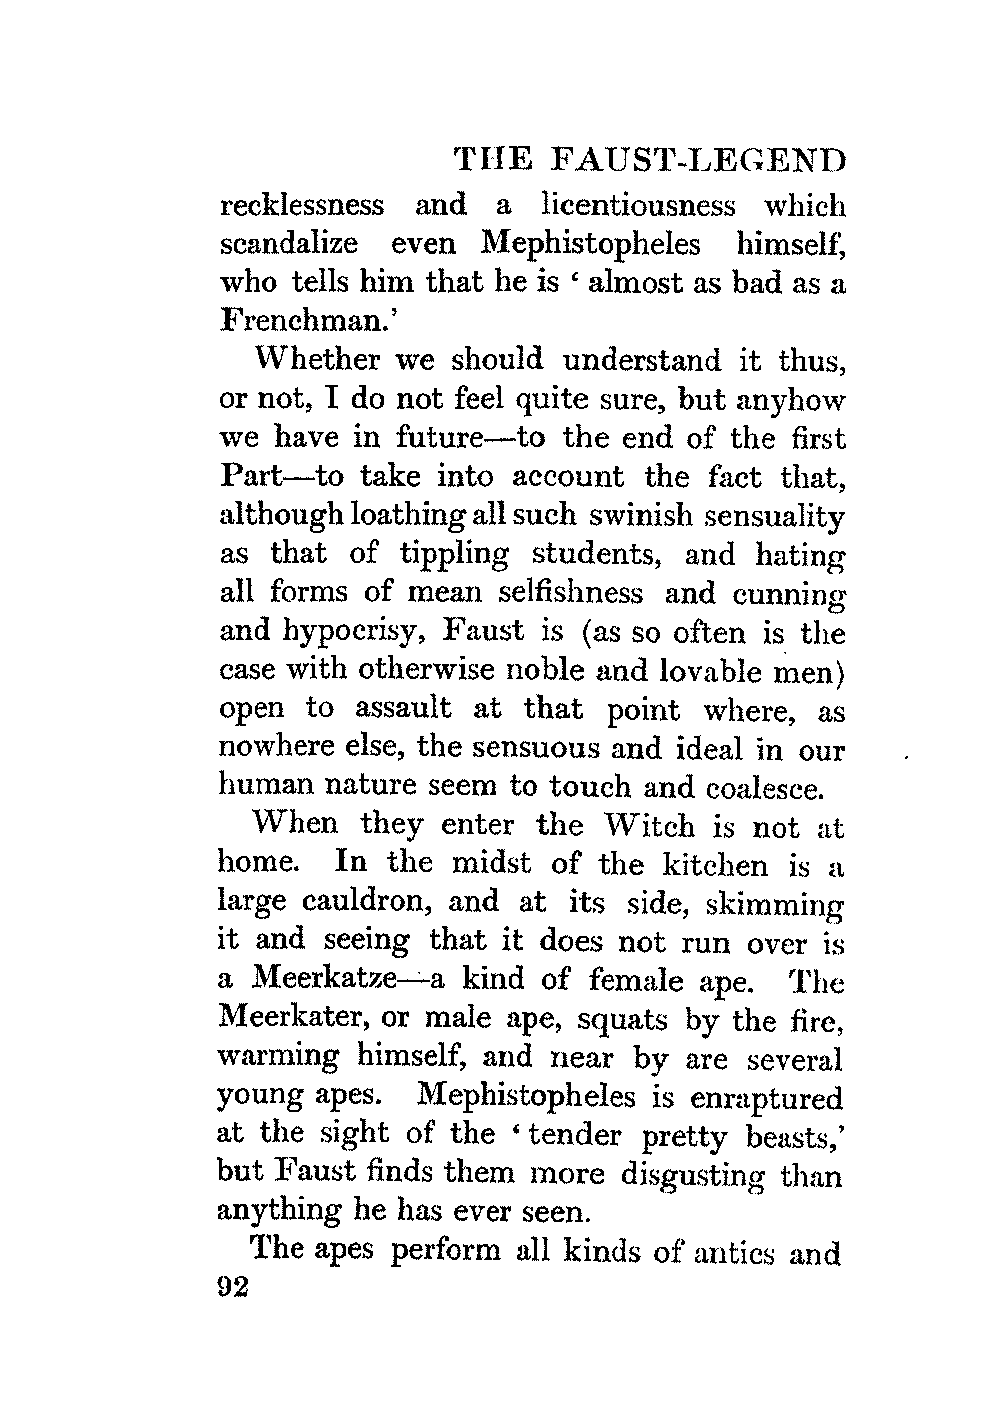 THE FAUST-LEGEND
recklessness and a licentiousness which
scandalize even Mephistopheles himself,
who tells him that he is ‘ almost as bad as a
Frenchman.’
Whether we should understand it thus,
or not, I do not feel quite sure, but anyhow
we have in future—to the end of the first
Part—to take into account the fact that,
although loathing all such swinish sensuality
as that of tippling students, and hating
all forms of mean selfishness and cunning
and hypocrisy, Faust is (as so often is the
case with otherwise noble and lovable men)
open to assault at that point where, as
nowhere else, the sensuous and ideal in our
human nature seem to touch and coalesce.
When they enter the Witch is not at
home. In the midst of the kitchen is a
large cauldron, and at its side, skimming
it and seeing that it does not run over is
a Meerkatze—a kind of female ape. The
Meerkater, or male ape, squats by the fire,
warming himself, and near by are several
young apes. Mephistopheles is enraptured
at the sight of the ‘ tender pretty beasts,’
but Faust finds them more disgusting than
anything he has ever seen.
The apes perform all kinds of antics and
92